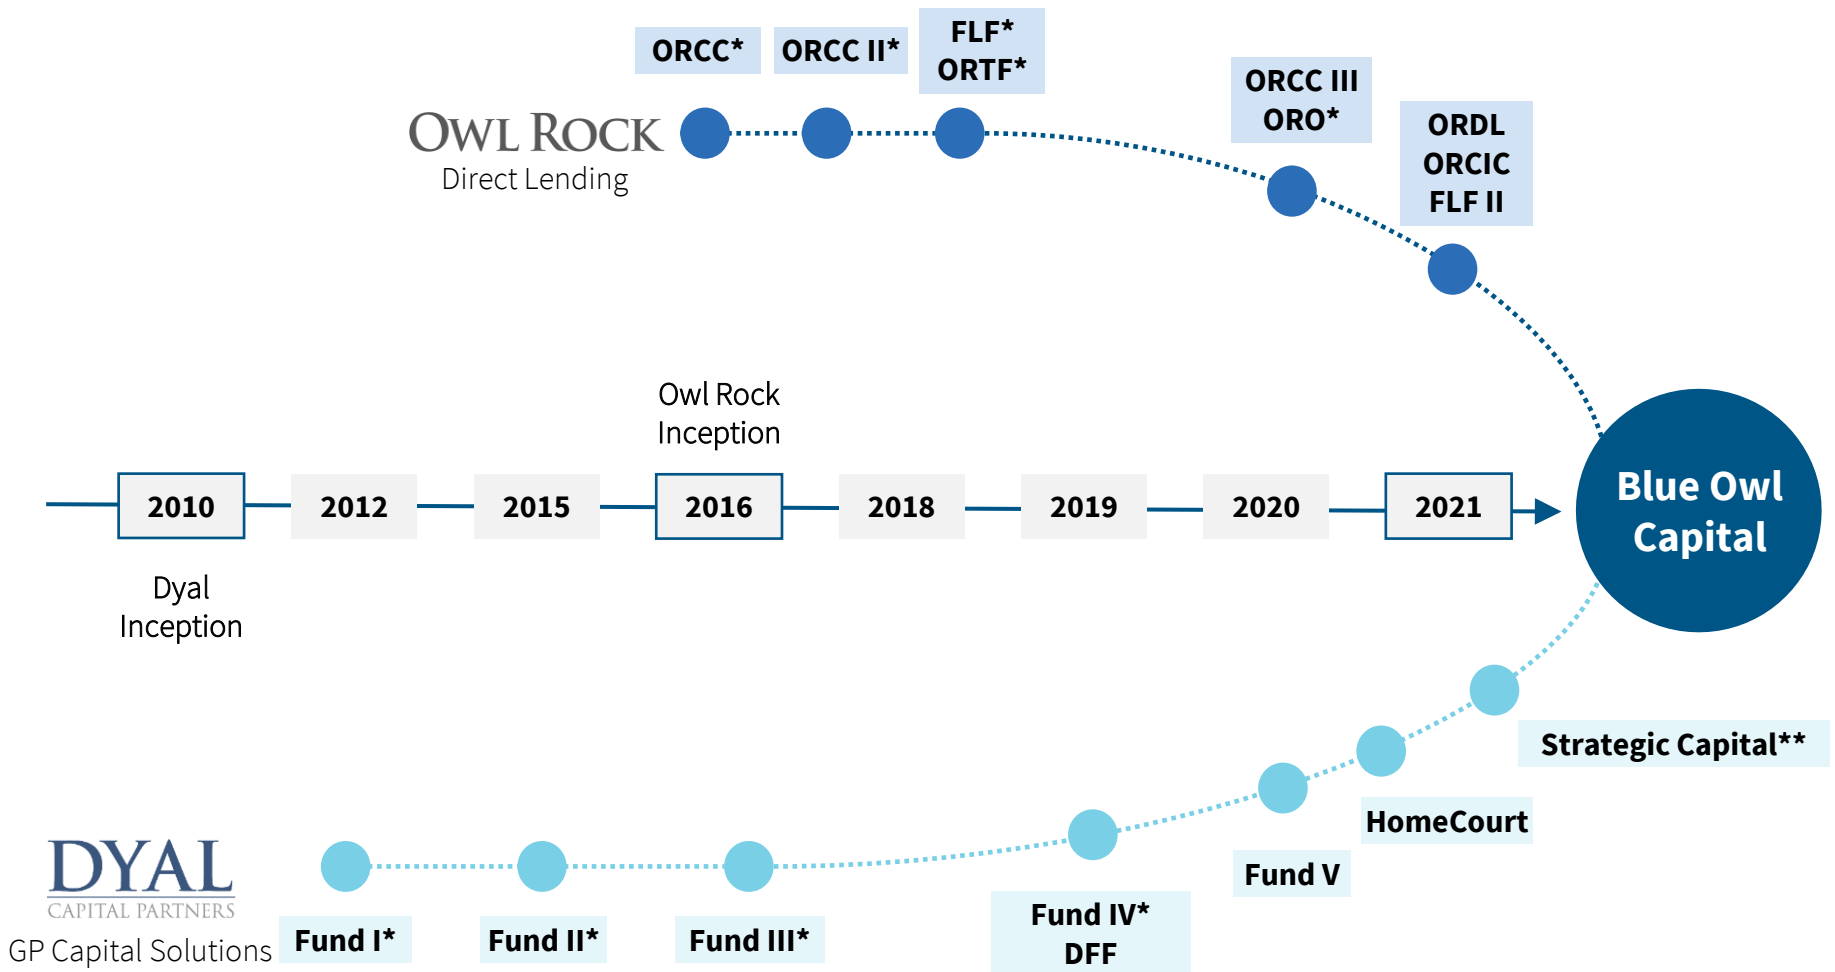 ORCC*
ORCC II*
FLF*
ORTF*
ORCC III
ORO*
ORDL
ORCIC
FLF II
OWL ROCK
Direct Lending
Owl Rock
Inception
2010
2012
2015
2016
2018
2019
2020
2021
Blue Owl
Capital
Dyal
Inception
Strategic Capital**
HomeCourt
Fund V
Fund IV*
DFF
DYAL
CAPITAL PARTNERS
GP Capital Solutions
Fund I*
Fund II*
Fund III*